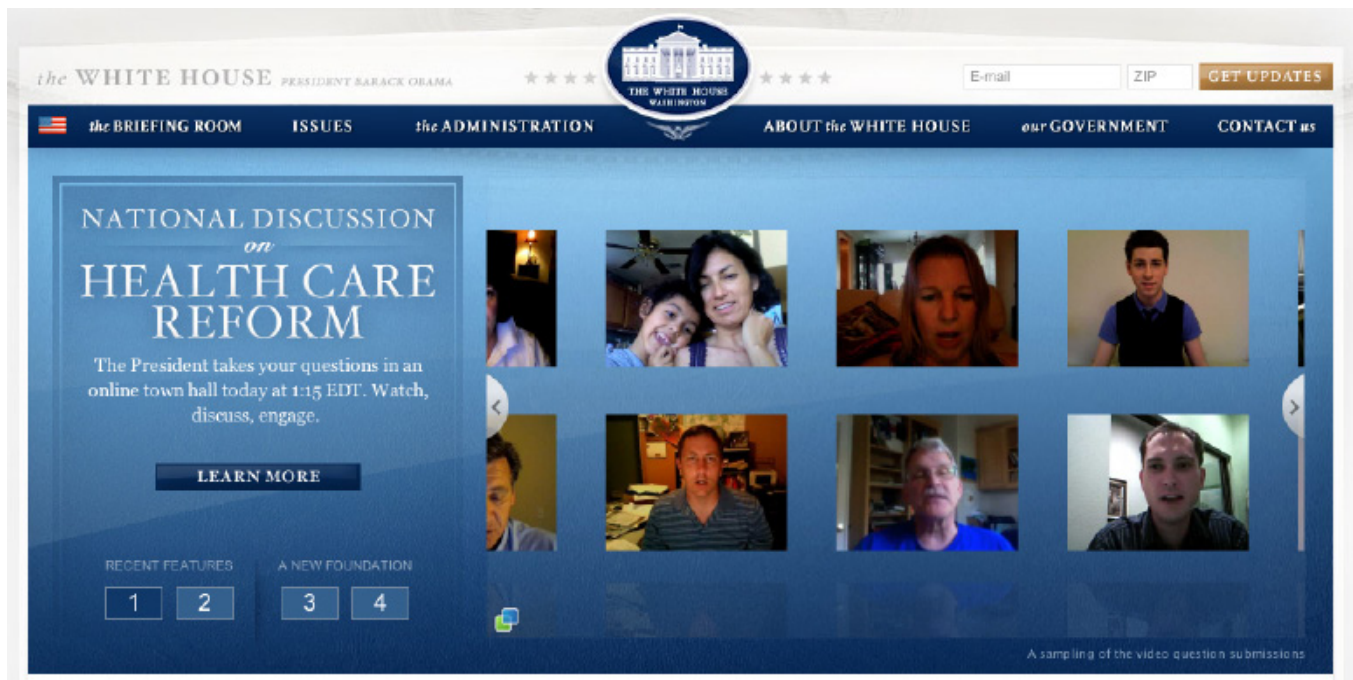 the WHITE HOUSE PRESIDENT BARACK OBAMA
★★★★
THE WHITE HOUSE
WASHINGTON
★★★★
E-mail
ZIP
GET UPDATES
the BRIEFING ROOM
ISSUES
the ADMINISTRATION
ABOUT the WHITE HOUSE
our GOVERNMENT
CONTACT us
NATIONAL DISCUSSION
on
HEALTH CARE
REFORM
The President takes your questions in an
online town hall today at 1:15 EDT. Watch,
discuss, engage.
LEARN MORE
RECENT FEATURES
A NEW FOUNDATION
1 2 3 4
A sampling of the video question submissions